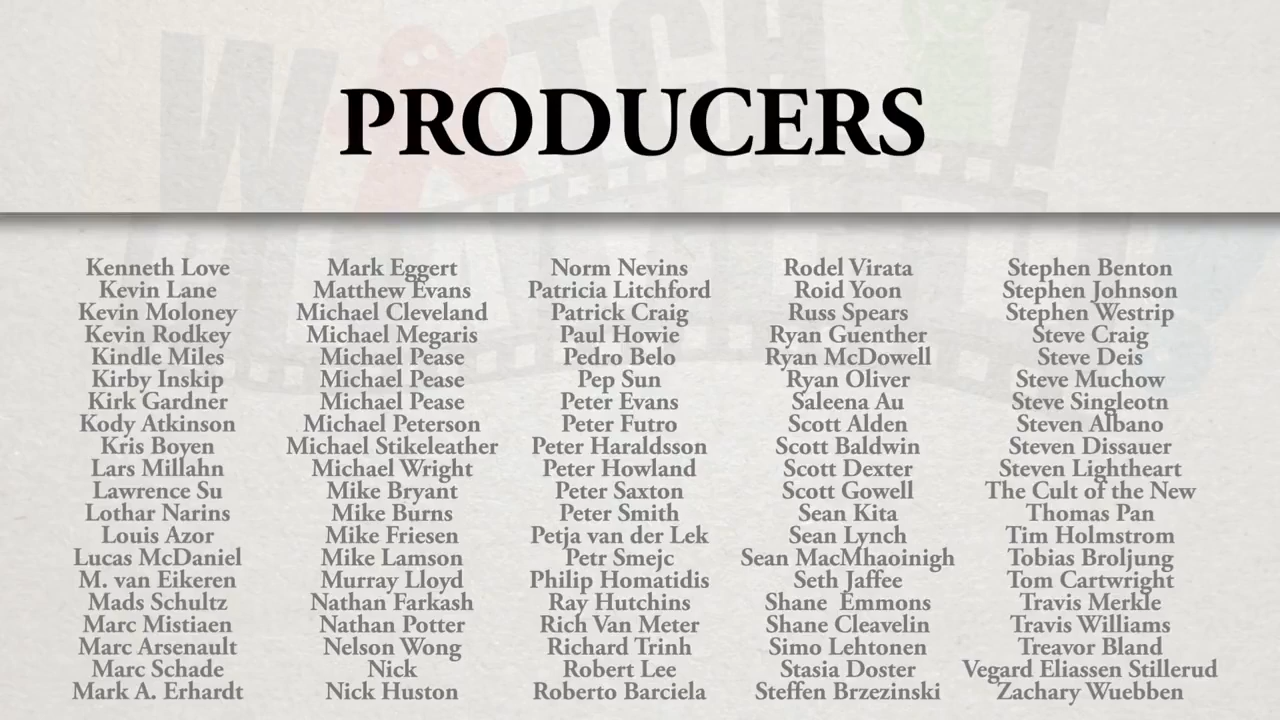 WATCH IT
PRODUCERS
Kenneth Love
Kevin Lane
Kevin Moloney
Kevin Rodkey
Kindle Miles
Kirby Inskip
Kirk Gardner
Kody Atkinson
Kris Boyen
Lars Millahn
Lawrence Su
Lothar Narins
Louis Azor
Lucas McDaniel
M. van Eikeren
Mads Schultz
Marc Mistiaen
Marc Arsenault
Marc Schade
Mark A. Erhardt
Mark Eggert
Matthew Evans
Michael Cleveland
Michael Megaris
Michael Pease
Michael Pease
Michael Pease
Michael Peterson
Michael Stikeleather
Michael Wright
Mike Bryant
Mike Burns
Mike Friesen
Mike Lamson
Murray Lloyd
Nathan Farkash
Nathan Potter
Nelson Wong
Nick
Nick Huston
Norm Nevins
Patricia Litchford
Patrick Craig
Paul Howie
Pedro Belo
Pep Sun
Peter Evans
Peter Futro
Peter Haraldsson
Peter Howland
Peter Saxton
Peter Smith
Petja van der Lek
Petr Smejc
Philip Homatidis
Ray Hutchins
Rich Van Meter
Richard Trinh
Robert Lee
Roberto Barciela
Rodel Virata
Roid Yoon
Russ Spears
Ryan Guenther
Ryan McDowell
Ryan Oliver
Saleena Au
Scott Alden
Scott Baldwin
Scott Dexter
Scott Gowell
Sean Kita
Sean Lynch
Sean MacMhaoinigh
Seth Jaffee
Shane  Emmons
Shane Cleavelin
Simo Lehtonen
Stasia Doster
Steffen Brzezinski
Stephen Benton
Stephen Johnson
Stephen Westrip
Steve Craig
Steve Deis
Steve Muchow
Steve Singleotn
Steven Albano
Steven Dissauer
Steven Lightheart
The Cult of the New
Thomas Pan
Tim Holmstrom
Tobias Broljung
Tom Cartwright
Travis Merkle
Travis Williams
Treavor Bland
Vegard Eliassen Stillerud
Zachary Wuebben